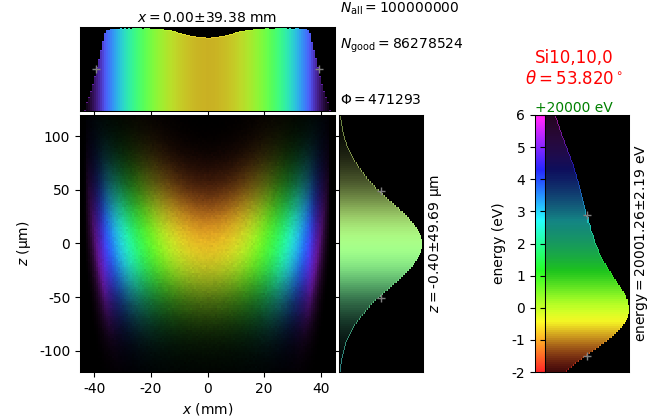 N_all = 100000000
x = 0.00±39.38 mm
N_good = 86278524
Si10,10,0
θ = 53.820°
Φ = 471293
+20000 eV
100
50
0
-50
-100
z (µm)
-40
-20
0
20
40
x (mm)
z = -0.40±49.69 µm
6
5
4
3
2
1
0
-1
-2
energy (eV)
energy = 20001.26±2.19 eV